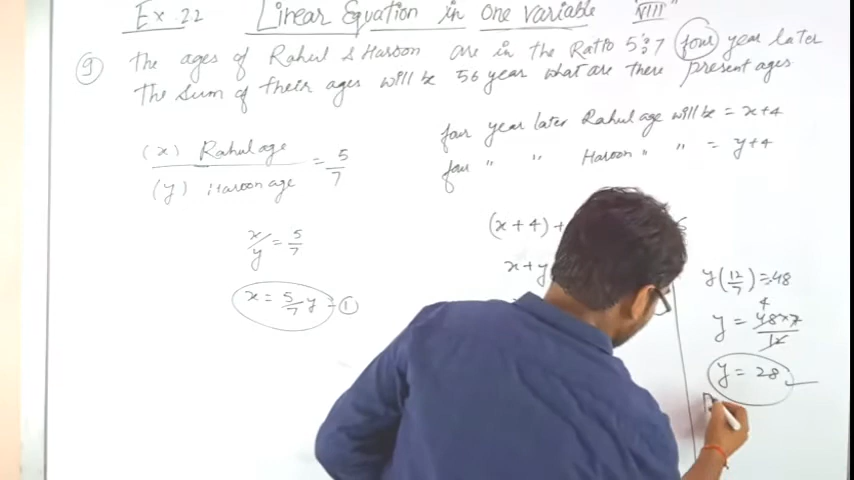 Ex. 22 Linear Equation in one variable VIII
9 The ages of Rahul & Haroon are in the Ratio 5:7 four year later
The Sum of their ages will be 56 year what are there present ages.
(x) Rahul age / (y) Haroon age = 5/7
x/y = 5/7
x = 5/7 y - 1
four year later Rahul age will be = x+4
four " " Haroon " " = y+4
(x+4)+
x+y
y(12/7) = 48
y = 48×7/12 4
y = 28